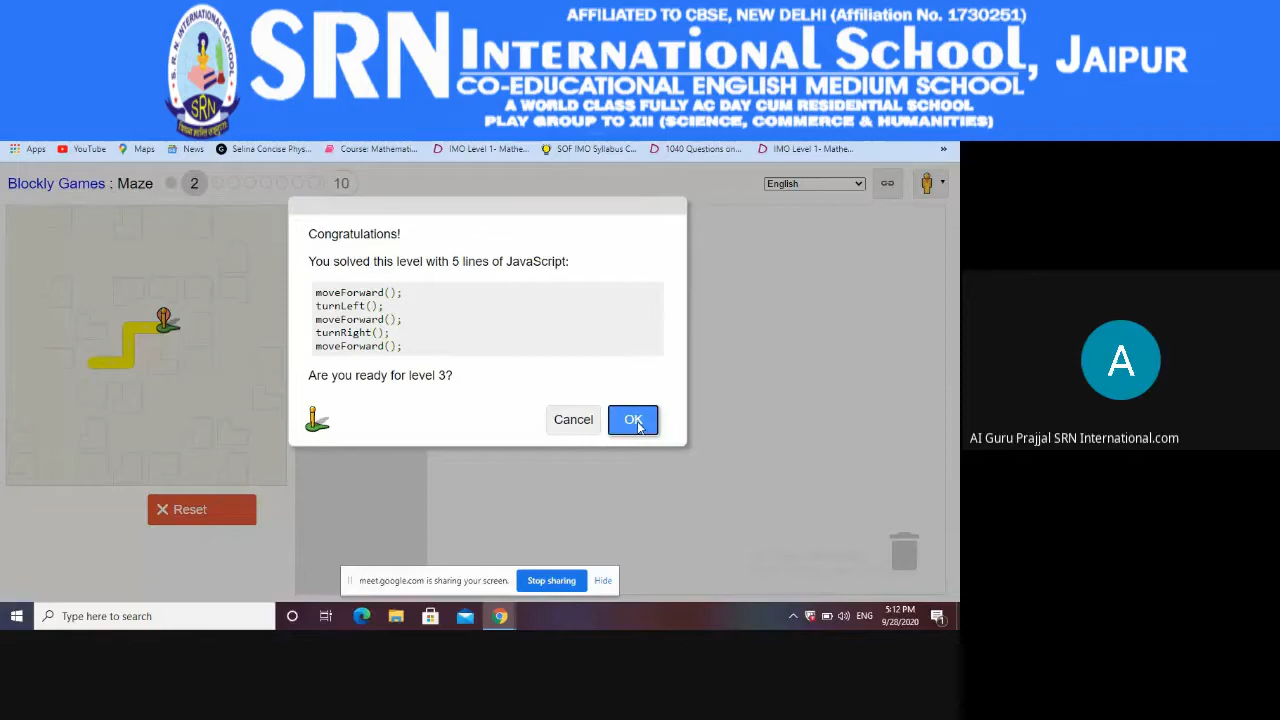 AFFILIATED TO CBSE, NEW DELHI (Affiliation No. 1730251)
SRN INTERNATIONAL SCHOOL, JAIPUR
CO-EDUCATIONAL ENGLISH MEDIUM SCHOOL
A WORLD CLASS FULLY AC DAY CUM RESIDENTIAL SCHOOL
PLAY GROUP TO XII (SCIENCE, COMMERCE & HUMANITIES)
SRN
Apps YouTube Maps News Selina Concise Phys... Course: Mathemati... IMO Level 1- Mathe... SOF IMO Syllabus C... 1040 Questions on... IMO Level 1- Mathe... »
Blockly Games : Maze 2 10 English
Congratulations!
You solved this level with 5 lines of JavaScript:
moveForward();
turnLeft();
moveForward();
turnRight();
moveForward();
Are you ready for level 3?
Cancel OK
A
AI Guru Prajjal SRN International.com
Reset
meet.google.com is sharing your screen. Stop sharing Hide
Type here to search
ENG
5:12 PM
9/28/2020
1